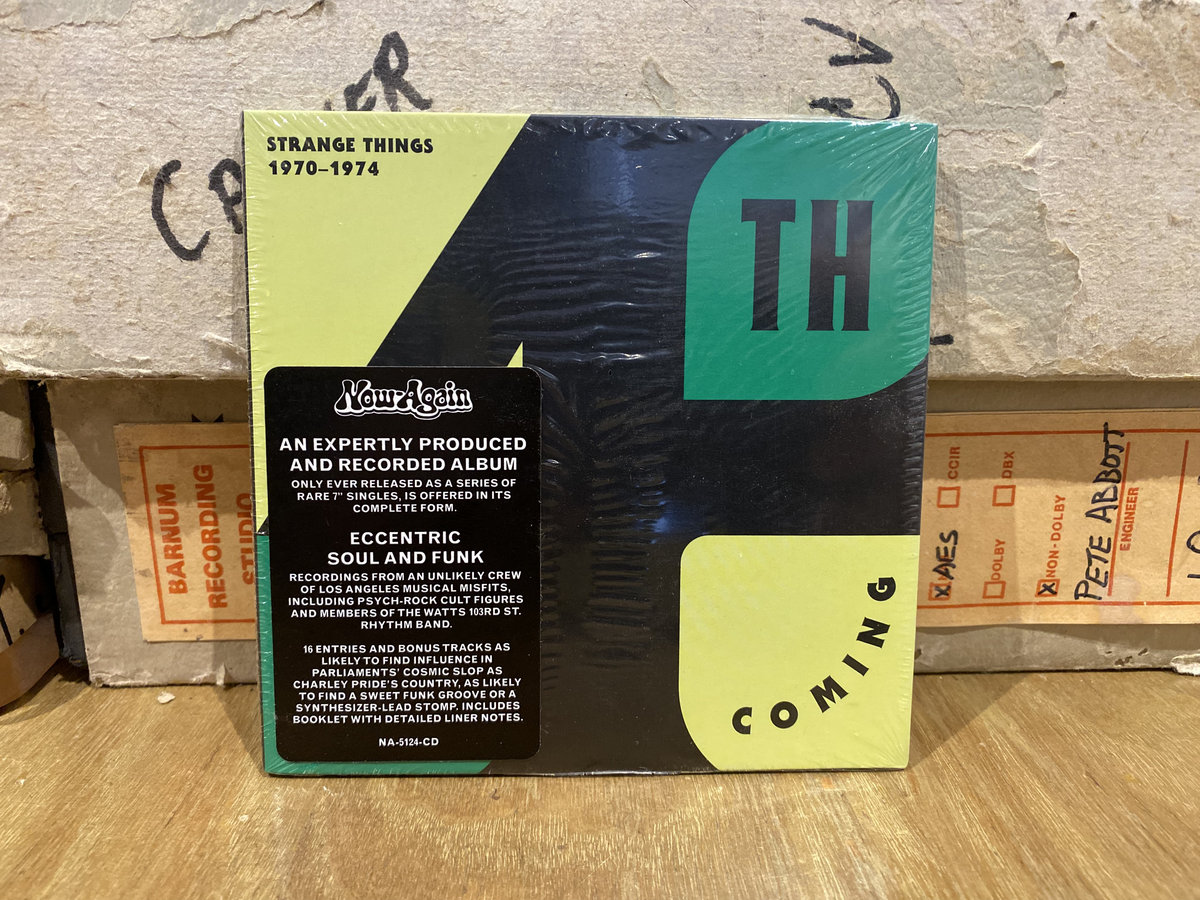 STRANGE THINGS
1970–1974
4
TH
COMING
Now-Again
AN EXPERTLY PRODUCED
AND RECORDED ALBUM
ONLY EVER RELEASED AS A SERIES OF
RARE 7" SINGLES, IS OFFERED IN ITS
COMPLETE FORM.
ECCENTRIC
SOUL AND FUNK
RECORDINGS FROM AN UNLIKELY CREW
OF LOS ANGELES MUSICAL MISFITS,
INCLUDING PSYCH-ROCK CULT FIGURES
AND MEMBERS OF THE WATTS 103RD ST.
RHYTHM BAND.
16 ENTRIES AND BONUS TRACKS AS
LIKELY TO FIND INFLUENCE IN
PARLIAMENTS' COSMIC SLOP AS
CHARLEY PRIDE'S COUNTRY, AS LIKELY
TO FIND A SWEET FUNK GROOVE OR A
SYNTHESIZER-LEAD STOMP. INCLUDES
BOOKLET WITH DETAILED LINER NOTES.
NA-5124-CD
BARNUM
RECORDING
STUDIO
AES
CCIR
DOLBY
DBX
NON-DOLBY
PETE ABBOTT
ENGINEER